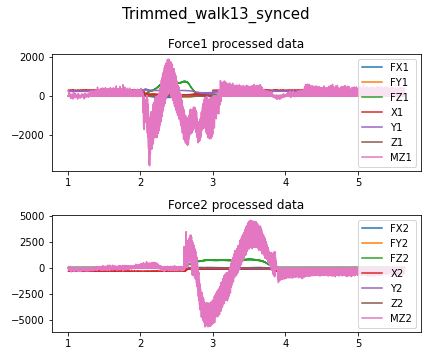 Trimmed_walk13_synced
Force1 processed data
2000
0
−2000
FX1
FY1
FZ1
X1
Y1
Z1
MZ1
1
2
3
4
5
Force2 processed data
5000
2500
0
−2500
−5000
FX2
FY2
FZ2
X2
Y2
Z2
MZ2
1
2
3
4
5